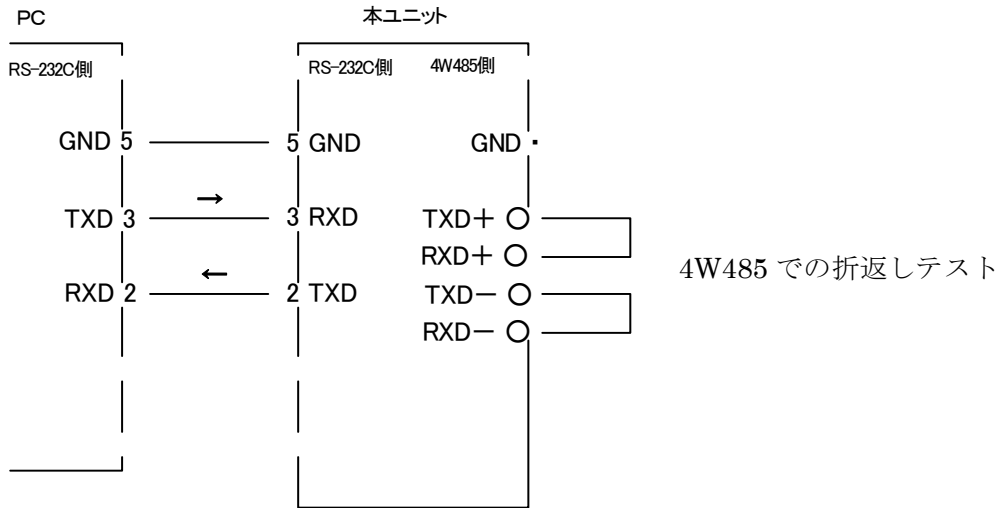 PC
本ユニット
RS-232C側
RS-232C側 4W485側
GND 5
5 GND
GND
→
TXD 3
3 RXD
TXD+
RXD+
4W485 での折返しテスト
←
RXD 2
2 TXD
TXD-
RXD-